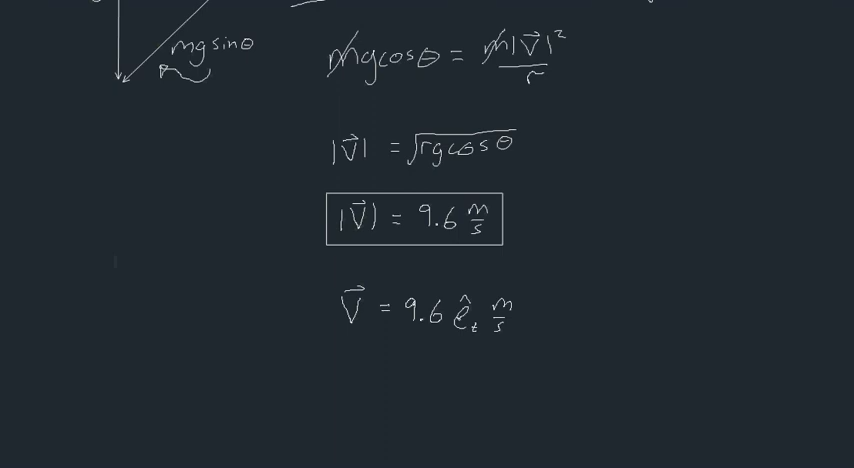 mg sinθ
mgcosθ = m|V⃗|²/r
|V⃗| = √rgcosθ
|V⃗| = 9.6 m/s
V⃗ = 9.6 ê_t m/s